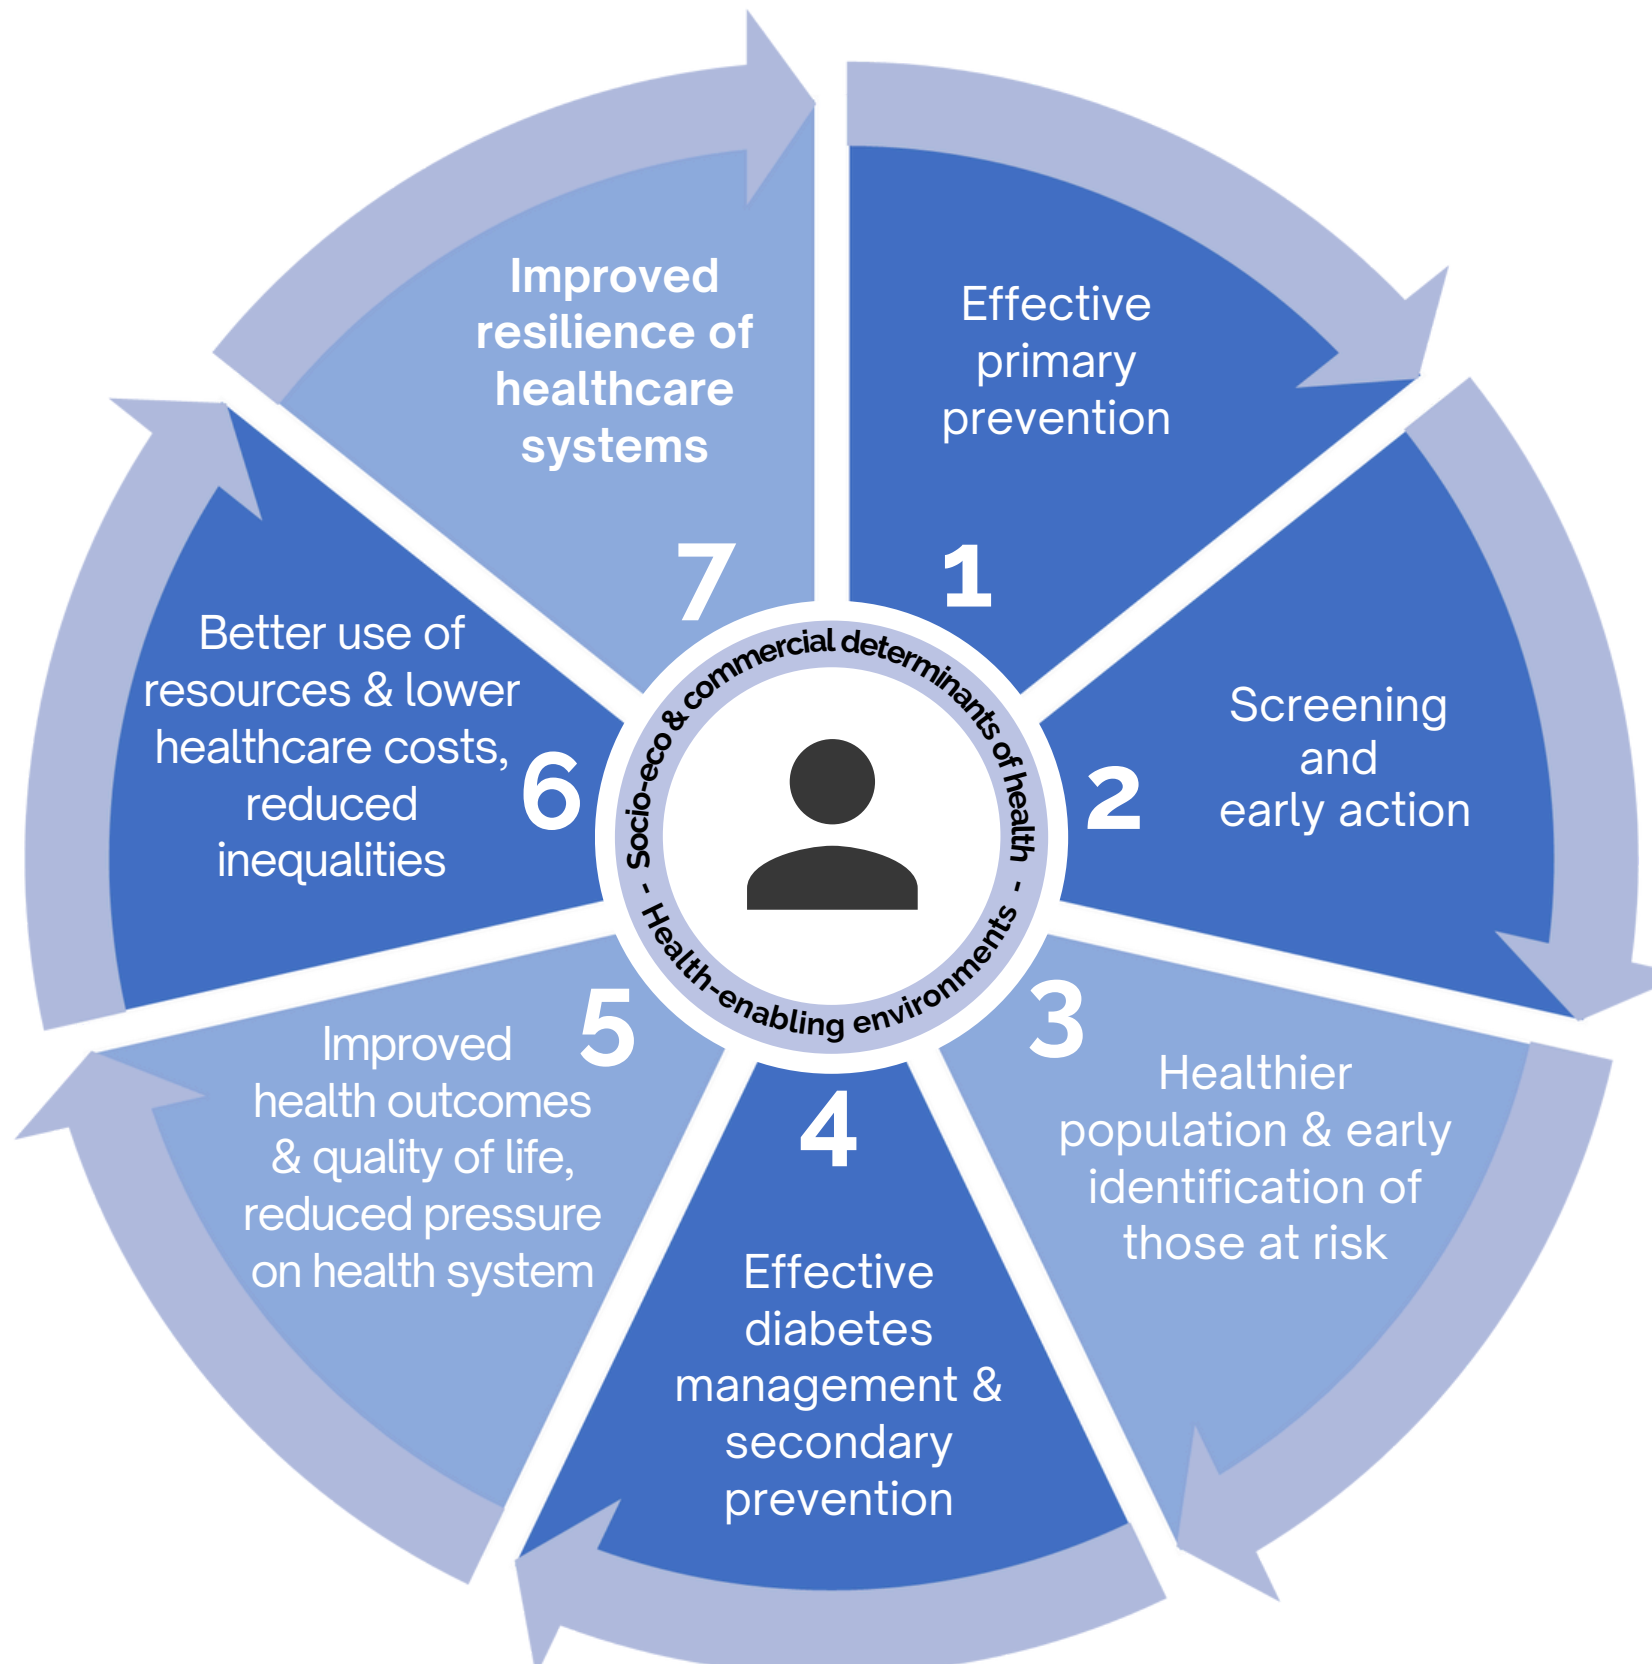 Effective
primary
prevention
1
Screening
and
early action
2
3
Healthier
population & early
identification of
those at risk
4
Effective
diabetes
management &
secondary
prevention
5
Improved
health outcomes
& quality of life,
reduced pressure
on health system
6
Better use of
resources & lower
healthcare costs,
reduced
inequalities
7
Improved
resilience of
healthcare
systems
Socio-eco & commercial determinants of health -
Health-enabling environments -